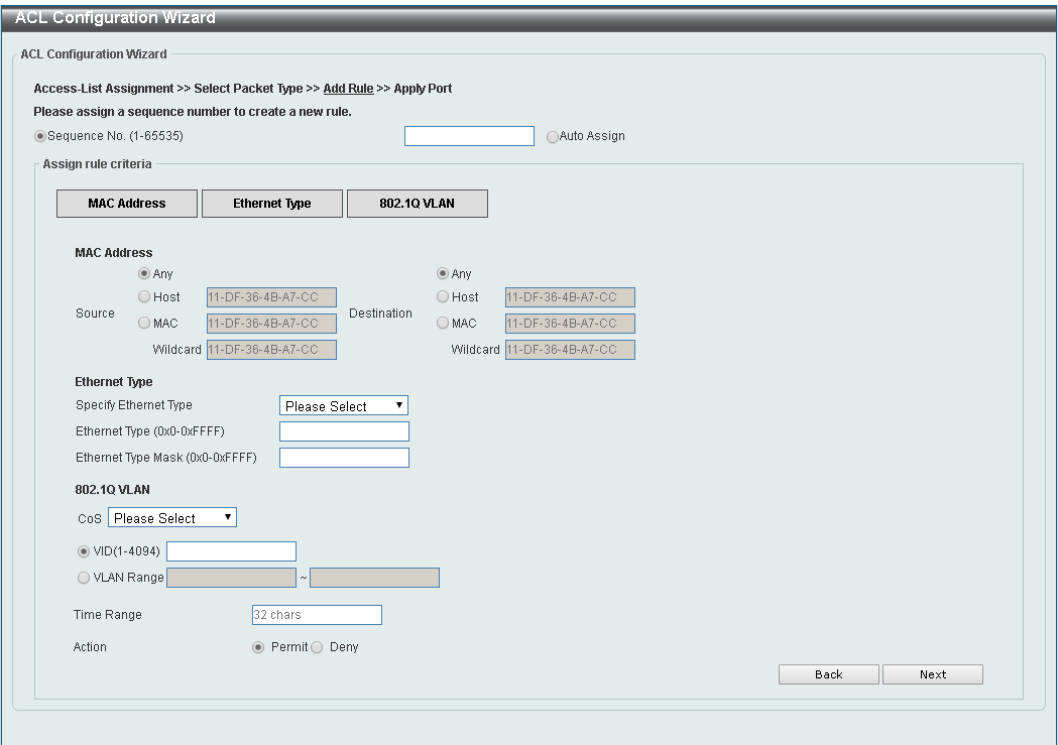 ACL Configuration Wizard
ACL Configuration Wizard
Access-List Assignment >> Select Packet Type >> Add Rule >> Apply Port
Please assign a sequence number to create a new rule.
Sequence No. (1-65535) Auto Assign
Assign rule criteria
MAC Address Ethernet Type 802.1Q VLAN
MAC Address
Any Any
Host 11-DF-36-4B-A7-CC Host 11-DF-36-4B-A7-CC
Source Destination
MAC 11-DF-36-4B-A7-CC MAC 11-DF-36-4B-A7-CC
Wildcard 11-DF-36-4B-A7-CC Wildcard 11-DF-36-4B-A7-CC
Ethernet Type
Specify Ethernet Type Please Select
Ethernet Type (0x0-0xFFFF)
Ethernet Type Mask (0x0-0xFFFF)
802.1Q VLAN
CoS Please Select
VID(1-4094)
VLAN Range ~
Time Range 32 chars
Action Permit Deny
Back Next